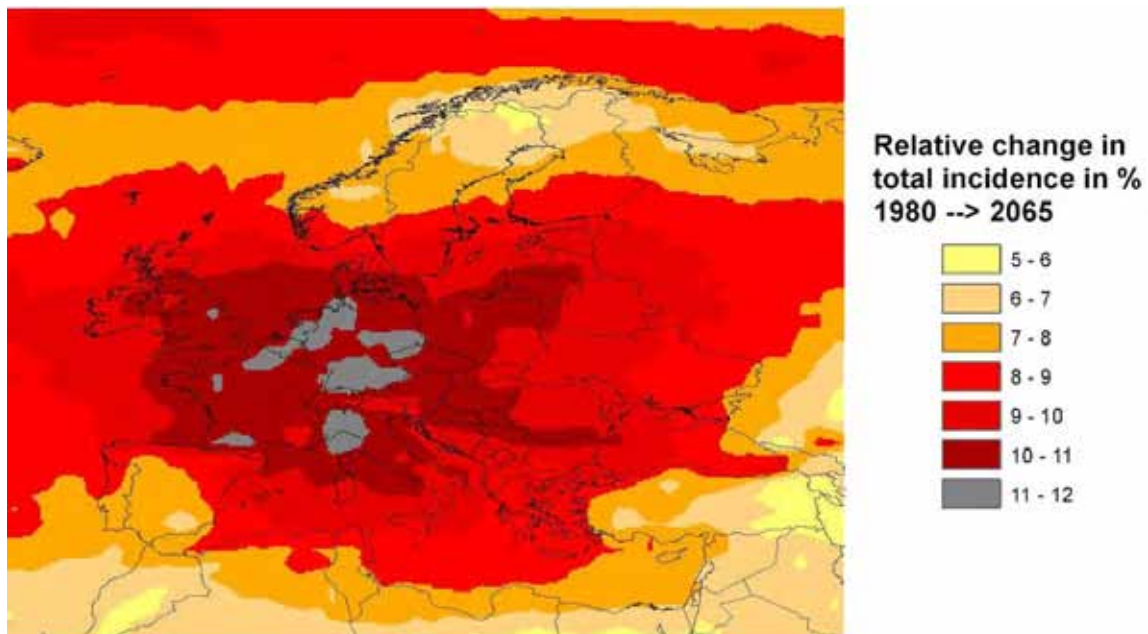 Relative change in
total incidence in %
1980 --> 2065
5 - 6
6 - 7
7 - 8
8 - 9
9 - 10
10 - 11
11 - 12